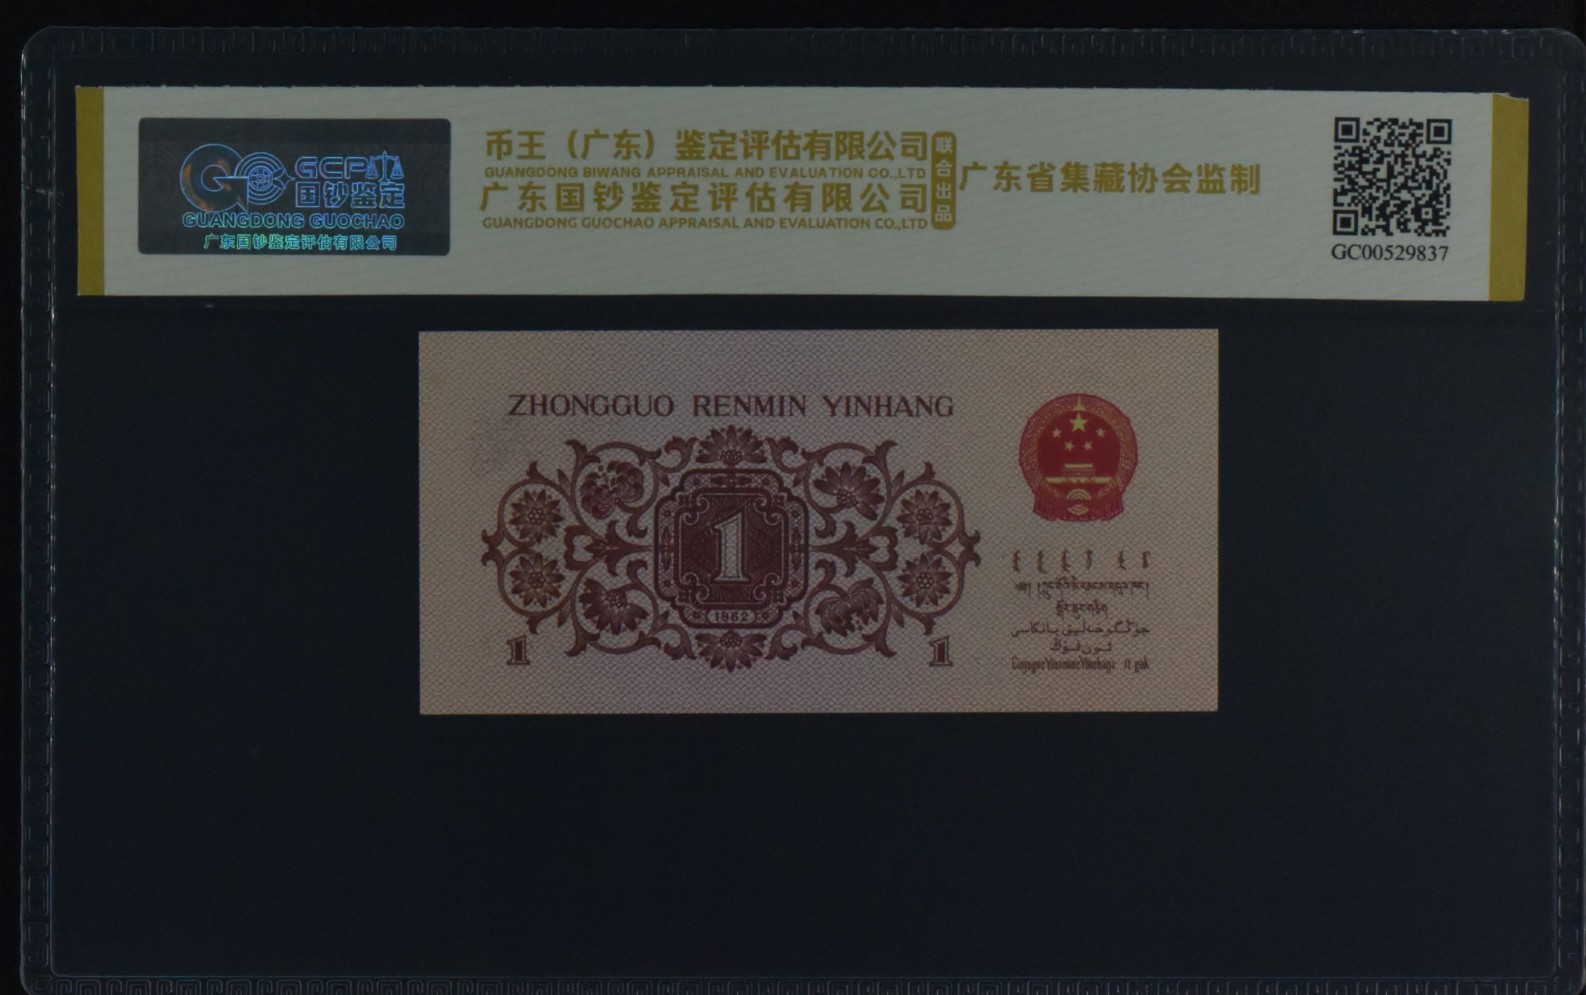 GCP
国钞鉴定
GUANGDONG GUOCHAO
广东国钞鉴定评估有限公司
币王（广东）鉴定评估有限公司
GUANGDONG BIWANG APPRAISAL AND EVALUATION CO.,LTD
广东国钞鉴定评估有限公司
GUANGDONG GUOCHAO APPRAISAL AND EVALUATION CO.,LTD
联合出品
广东省集藏协会监制
GC00529837
ZHONGGUO RENMIN YINHANG
1
1962
1
1